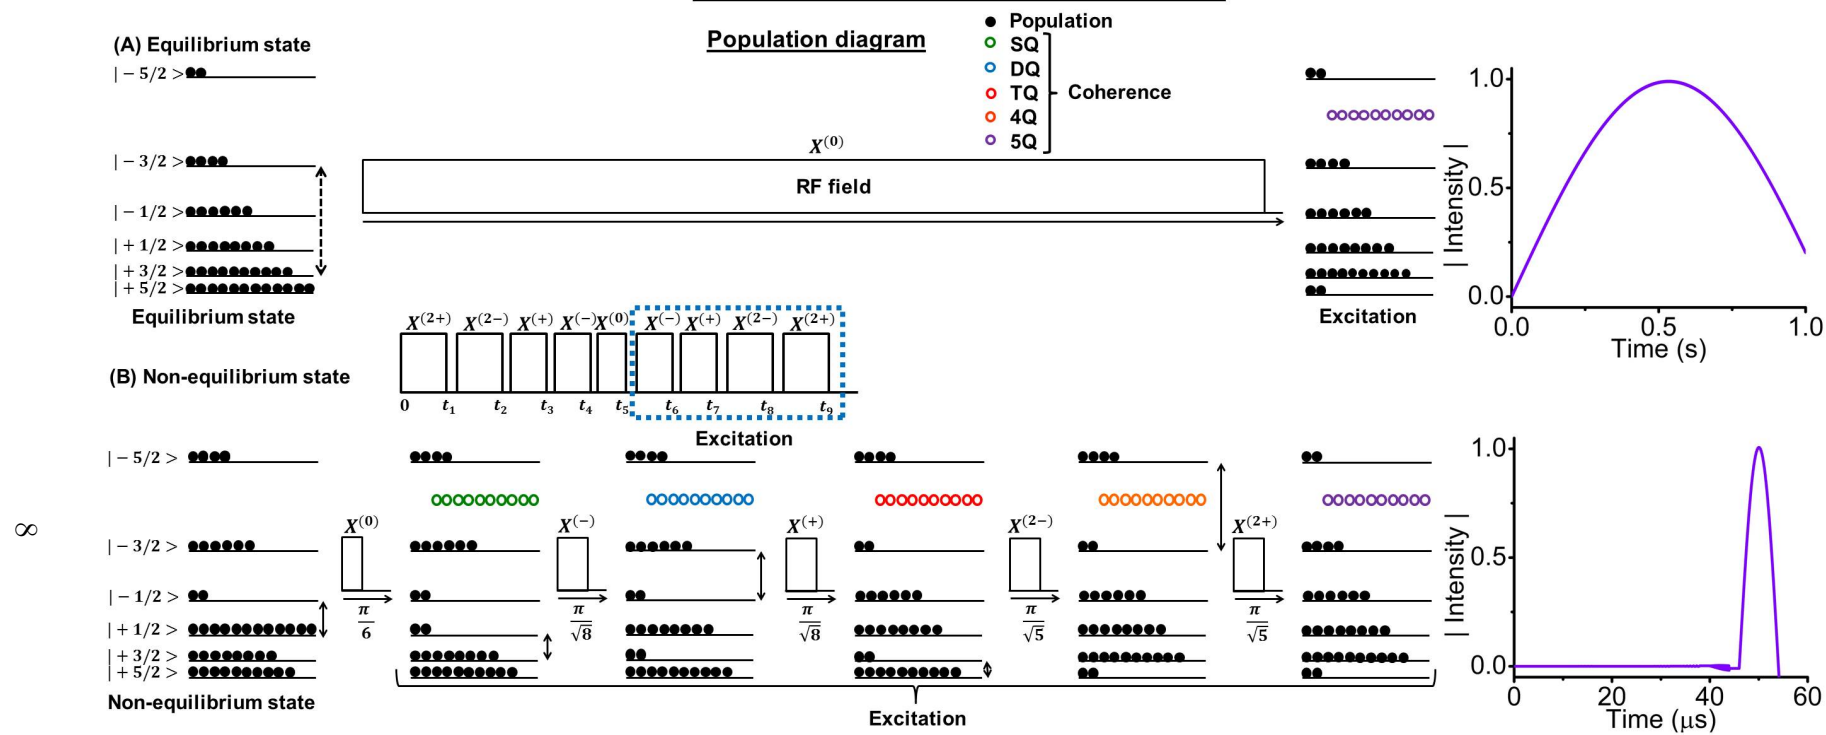 Population diagram
Population
SQ
DQ
TQ
4Q
5Q
Coherence
(A) Equilibrium state
| − 5/2 >
| − 3/2 >
| − 1/2 >
| + 1/2 >
| + 3/2 >
| + 5/2 >
Equilibrium state
X^(0)
RF field
Excitation
| Intensity |
1.0
0.5
0.0
0.0 0.5 1.0
Time (s)
(B) Non-equilibrium state
X^(2+) X^(2−) X^(+) X^(−) X^(0) X^(−) X^(+) X^(2−) X^(2+)
0 t₁ t₂ t₃ t₄ t₅ t₆ t₇ t₈ t₉
Excitation
| − 5/2 >
| − 3/2 >
| − 1/2 >
| + 1/2 >
| + 3/2 >
| + 5/2 >
Non-equilibrium state
X^(0) X^(−) X^(+) X^(2−) X^(2+)
π/6 π/√8 π/√8 π/√5 π/√5
Excitation
| Intensity |
1.0
0.5
0.0
0 20 40 60
Time (μs)
8